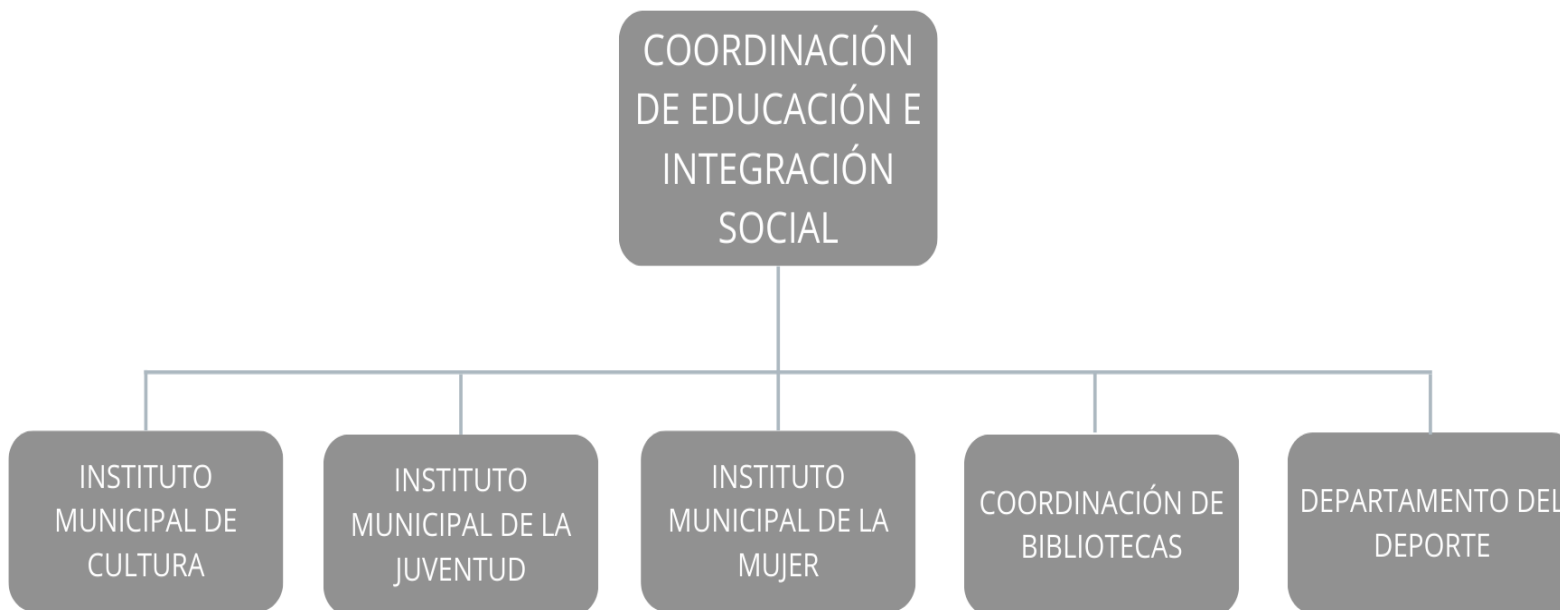 COORDINACIÓN
DE EDUCACIÓN E
INTEGRACIÓN
SOCIAL
INSTITUTO
MUNICIPAL DE
CULTURA
INSTITUTO
MUNICIPAL DE LA
JUVENTUD
INSTITUTO
MUNICIPAL DE LA
MUJER
COORDINACIÓN DE
BIBLIOTECAS
DEPARTAMENTO DEL
DEPORTE